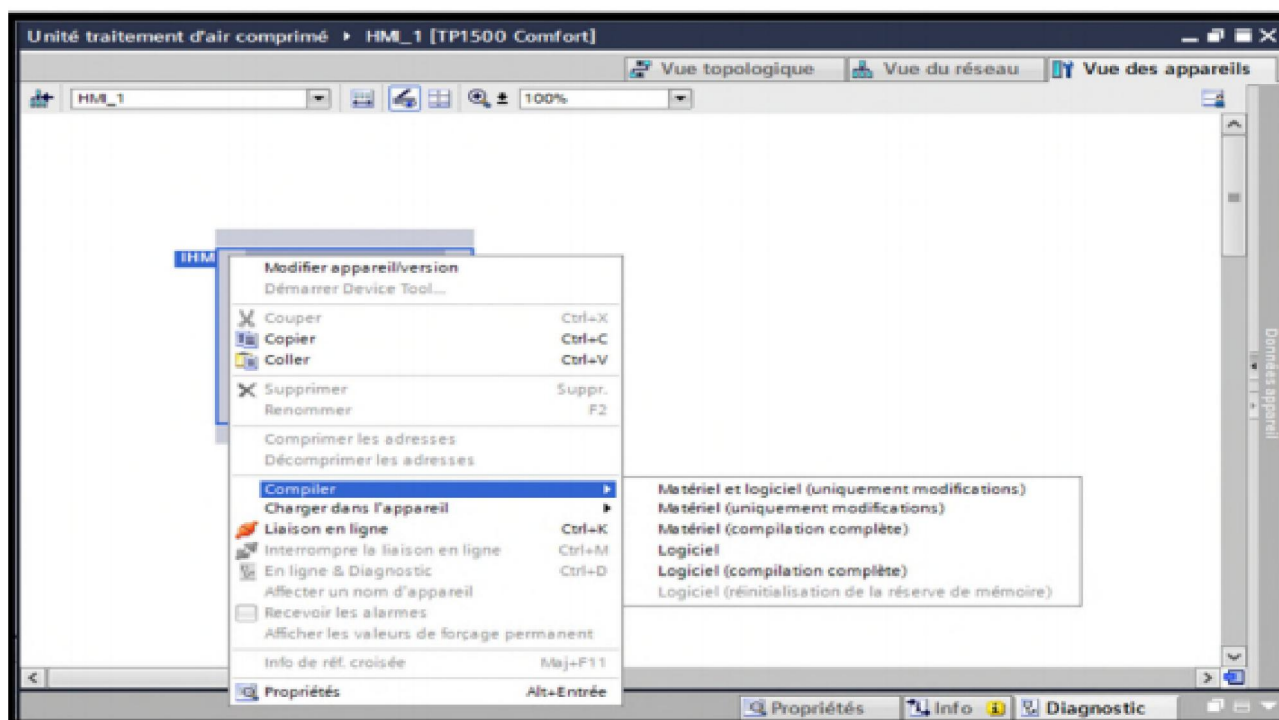 Unité traitement d'air comprimé ▸ HMI_1 [TP1500 Comfort]
Vue topologique Vue du réseau Vue des appareils
HMI_1 100%
IHM
Modifier appareil/version
Démarrer Device Tool...
Couper Ctrl+X
Copier Ctrl+C
Coller Ctrl+V
Supprimer Suppr.
Renommer F2
Comprimer les adresses
Décomprimer les adresses
Compiler
Charger dans l'appareil
Liaison en ligne Ctrl+K
Interrompre la liaison en ligne Ctrl+M
En ligne & Diagnostic Ctrl+D
Affecter un nom d'appareil
Recevoir les alarmes
Afficher les valeurs de forçage permanent
Info de réf. croisée Maj+F11
Propriétés Alt+Entrée
Matériel et logiciel (uniquement modifications)
Matériel (uniquement modifications)
Matériel (compilation complète)
Logiciel
Logiciel (compilation complète)
Logiciel (réinitialisation de la réserve de mémoire)
Données appareil
Propriétés Info Diagnostic